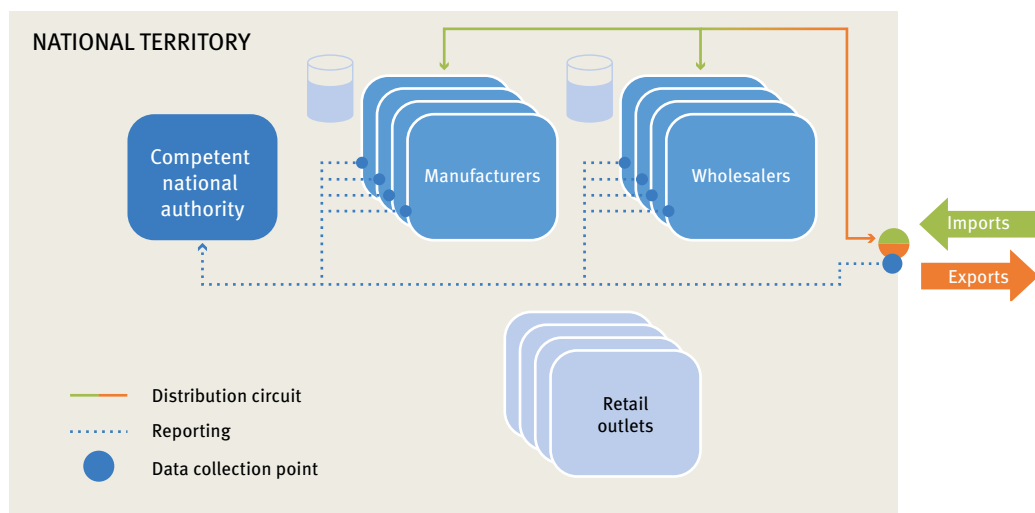 NATIONAL TERRITORY
Competent
national
authority
Manufacturers
Wholesalers
Imports
Exports
Retail
outlets
Distribution circuit
Reporting
Data collection point